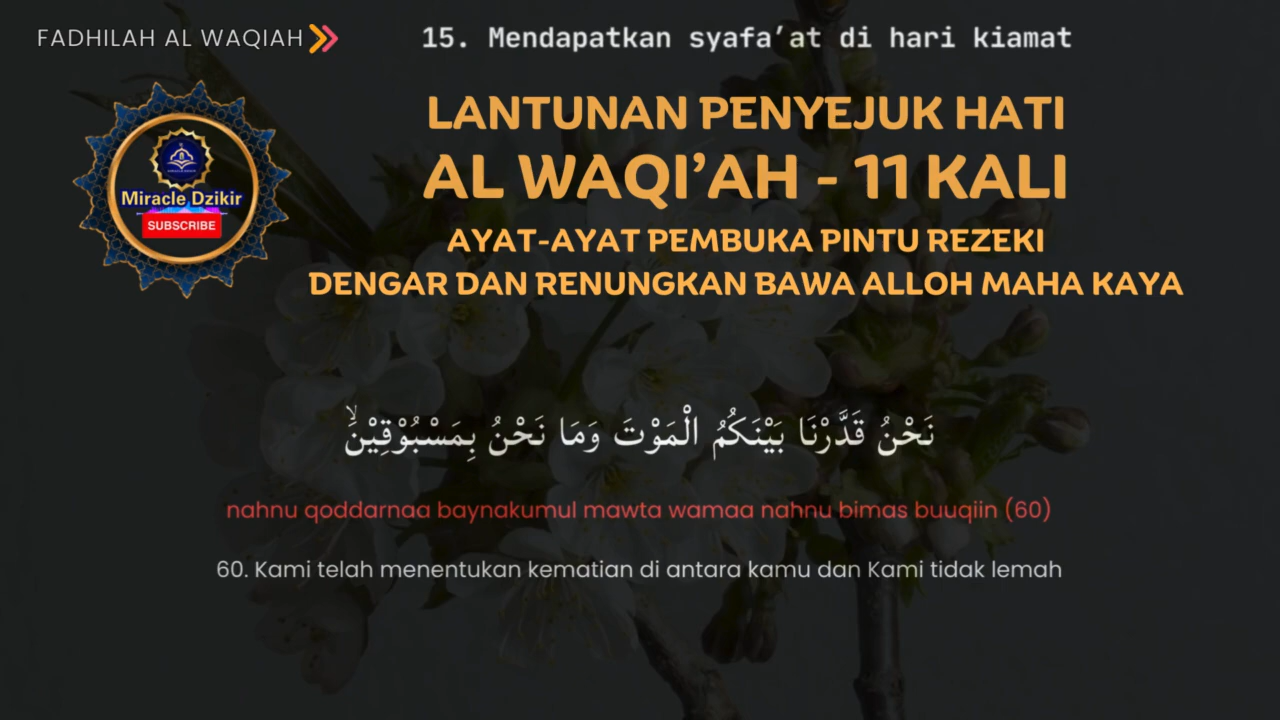 FADHILAH AL WAQIAH
15. Mendapatkan syafa’at di hari kiamat
LANTUNAN PENYEJUK HATI
AL WAQI’AH - 11 KALI
AYAT-AYAT PEMBUKA PINTU REZEKI
DENGAR DAN RENUNGKAN BAWA ALLOH MAHA KAYA
Miracle Dzikir
SUBSCRIBE
نَحْنُ قَدَّرْنَا بَيْنَكُمُ الْمَوْتَ وَمَا نَحْنُ بِمَسْبُوْقِيْنَۙ
nahnu qoddarnaa baynakumul mawta wamaa nahnu bimas buuqiin (60)
60. Kami telah menentukan kematian di antara kamu dan Kami tidak lemah